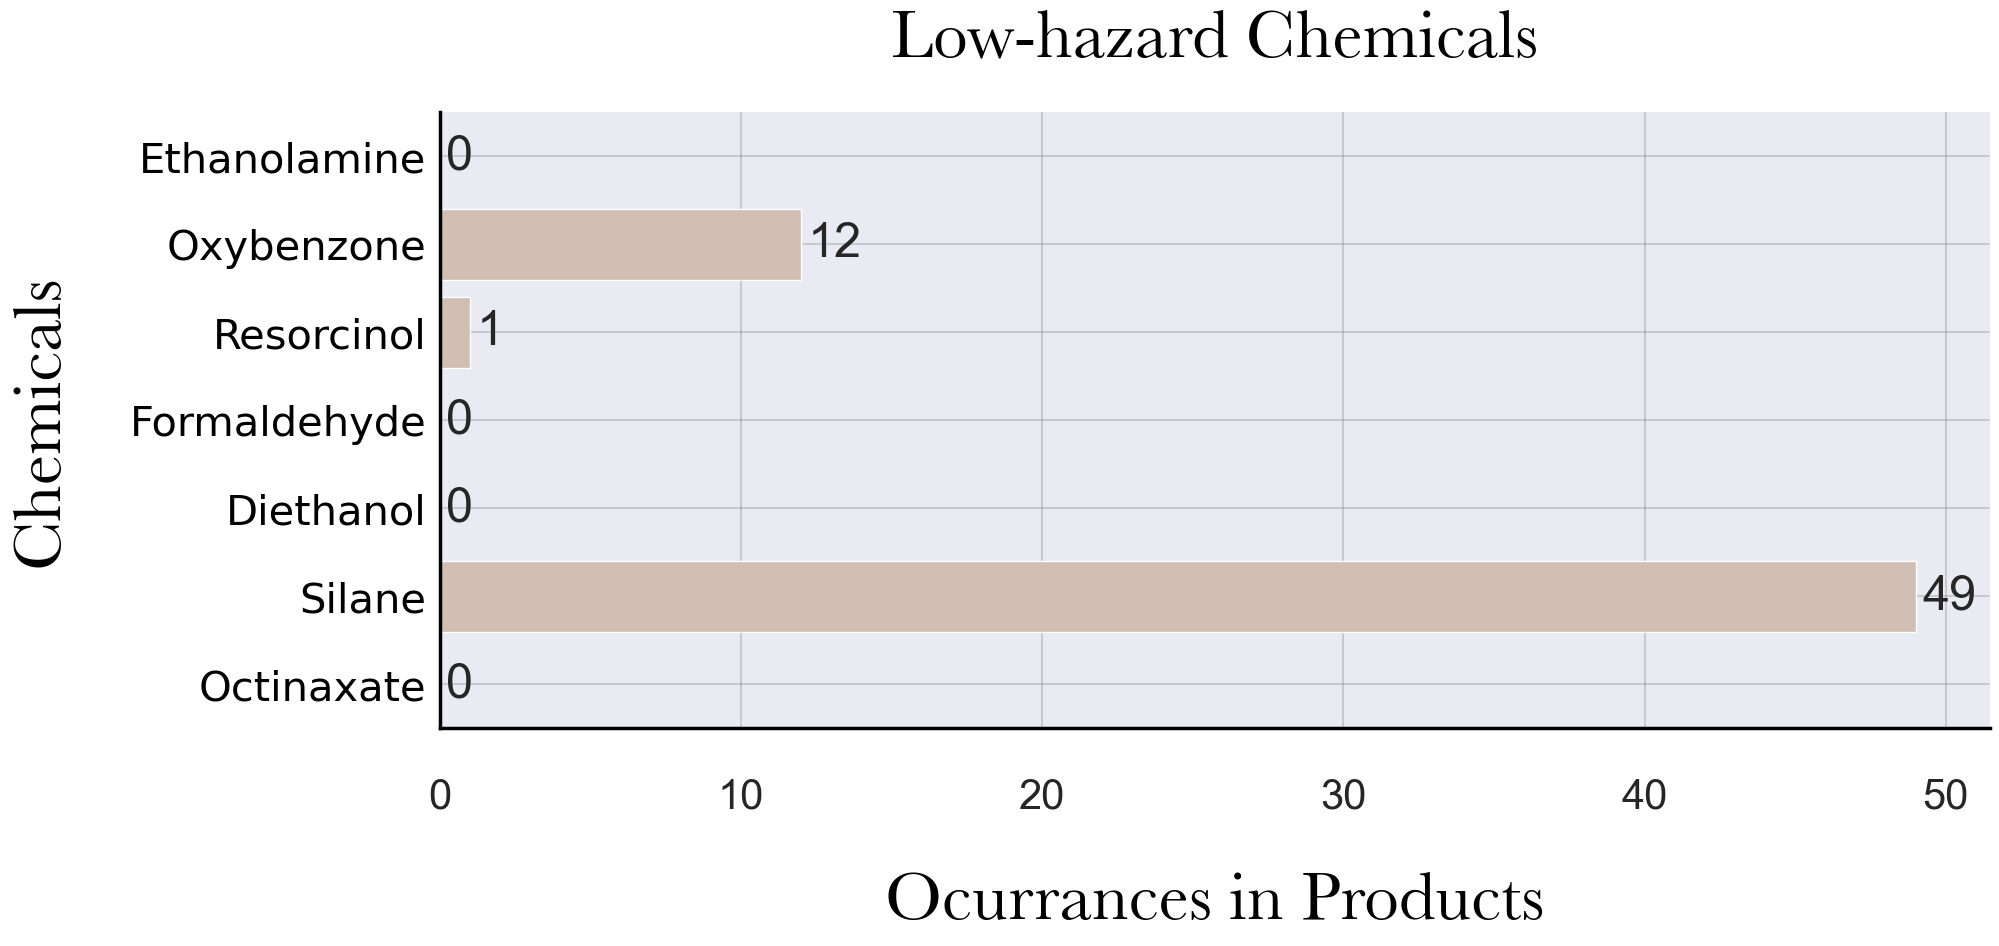 Low-hazard Chemicals
Chemicals
Ethanolamine 0
Oxybenzone 12
Resorcinol 1
Formaldehyde 0
Diethanol 0
Silane 49
Octinaxate 0
0 10 20 30 40 50
Ocurrances in Products